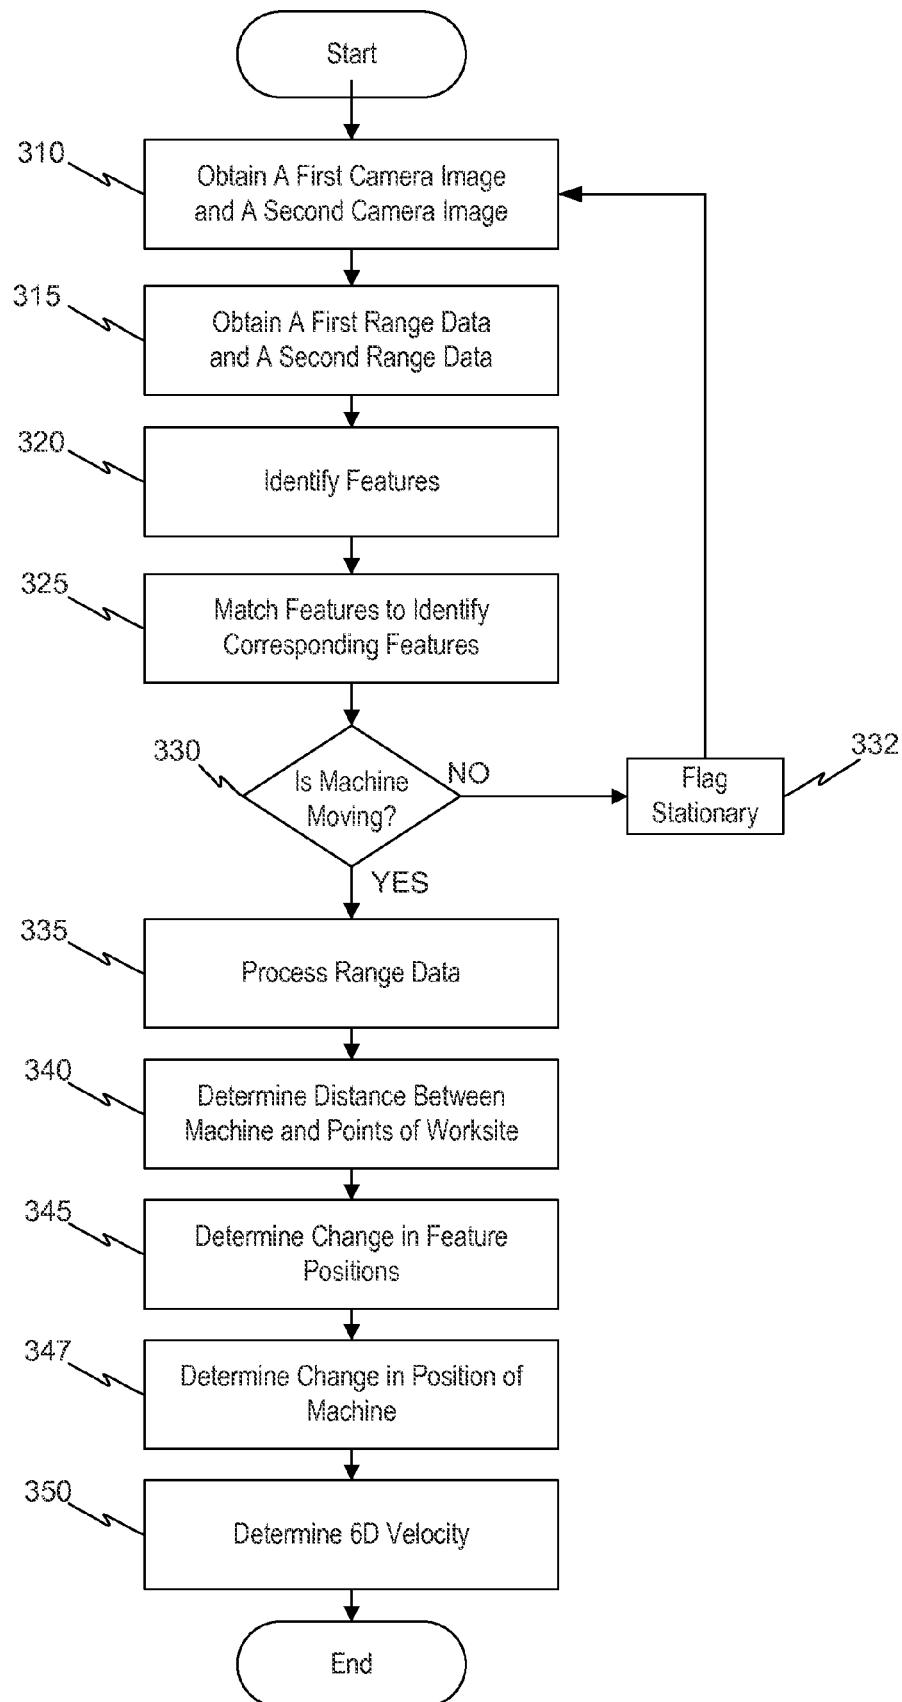 Start
310
Obtain A First Camera Image
and A Second Camera Image
315
Obtain A First Range Data
and A Second Range Data
320
Identify Features
325
Match Features to Identify
Corresponding Features
330
Is Machine
Moving?
NO
332
Flag
Stationary
YES
335
Process Range Data
340
Determine Distance Between
Machine and Points of Worksite
345
Determine Change in Feature
Positions
347
Determine Change in Position of
Machine
350
Determine 6D Velocity
End